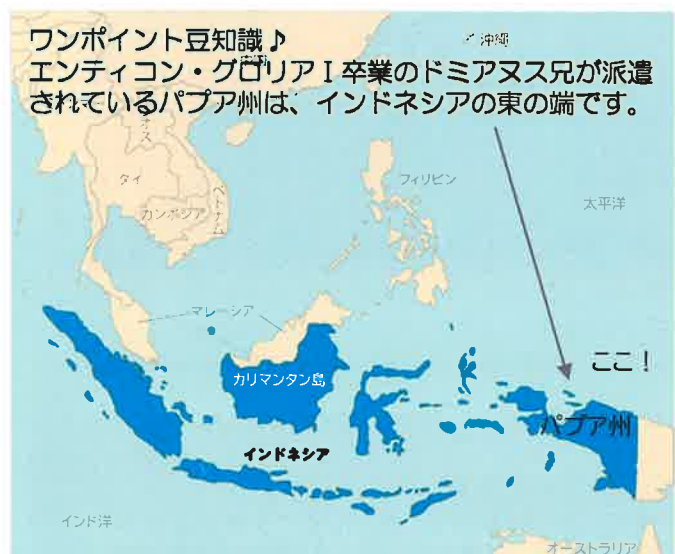 ワンポイント豆知識♪
エンティコン・グロリアⅠ卒業のドミアヌス兄が派遣
されているパプア州は、インドネシアの東の端です。
沖縄
タイ
カンボジア
ベトナム
フィリピン
太平洋
マレーシア
ここ！
カリマンタン島
パプア州
インドネシア
インド洋
オーストラリア